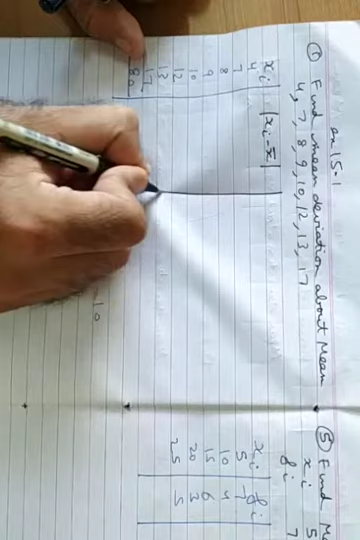 ex 15.1
① Find mean deviation about Mean
4, 7, 8, 9, 10, 12, 13, 17
xi |xi - x̄|
4
7
8
9
10
12
13
17
80
10
⑤ Find
xi 5
fi 7
xi fi
5 7
10 4
15 6
20 3
25 5